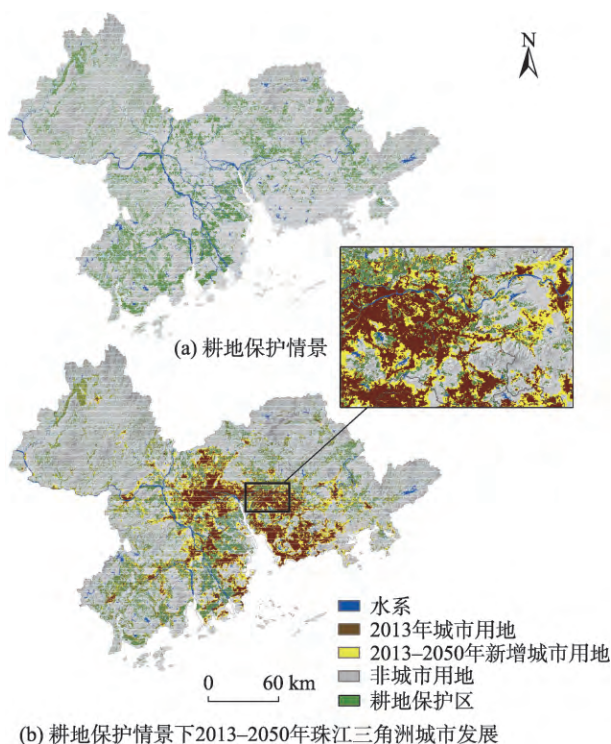 N
(a) 耕地保护情景
水系
2013年城市用地
2013–2050年新增城市用地
非城市用地
耕地保护区
0 60 km
(b) 耕地保护情景下2013–2050年珠江三角洲城市发展